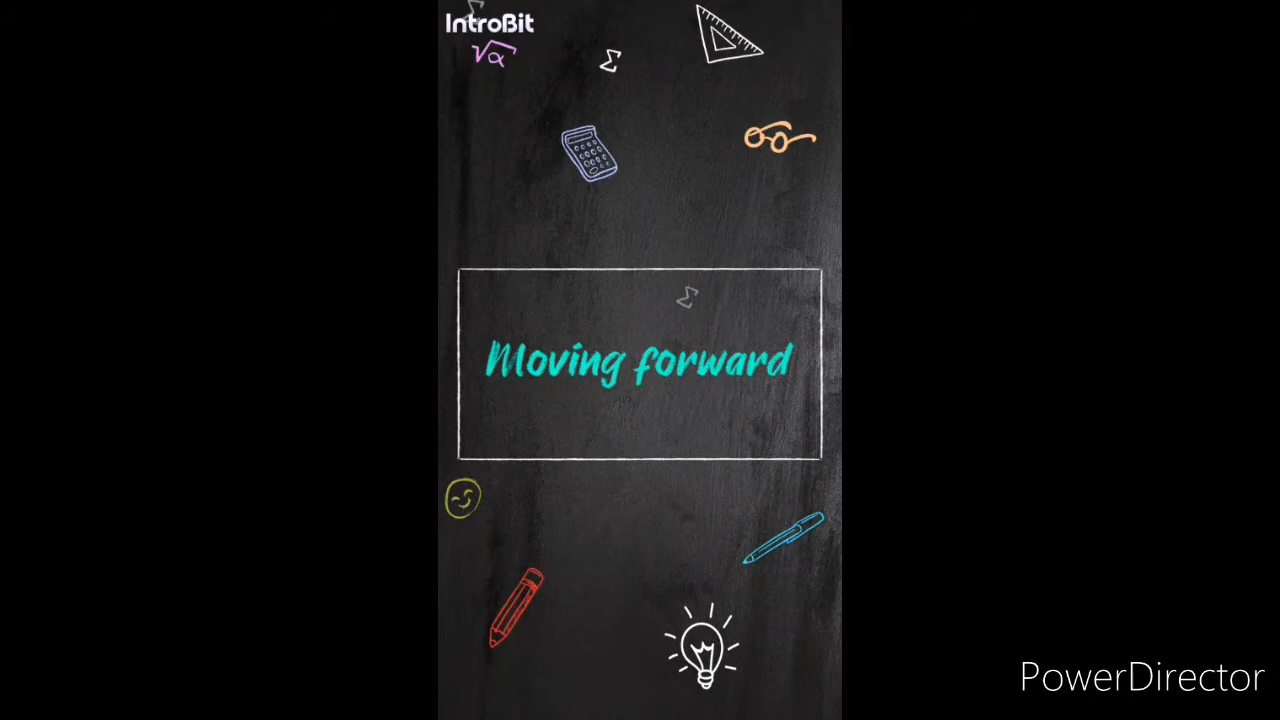 IntroBit
√α
Σ
Σ
Σ
Moving forward
PowerDirector